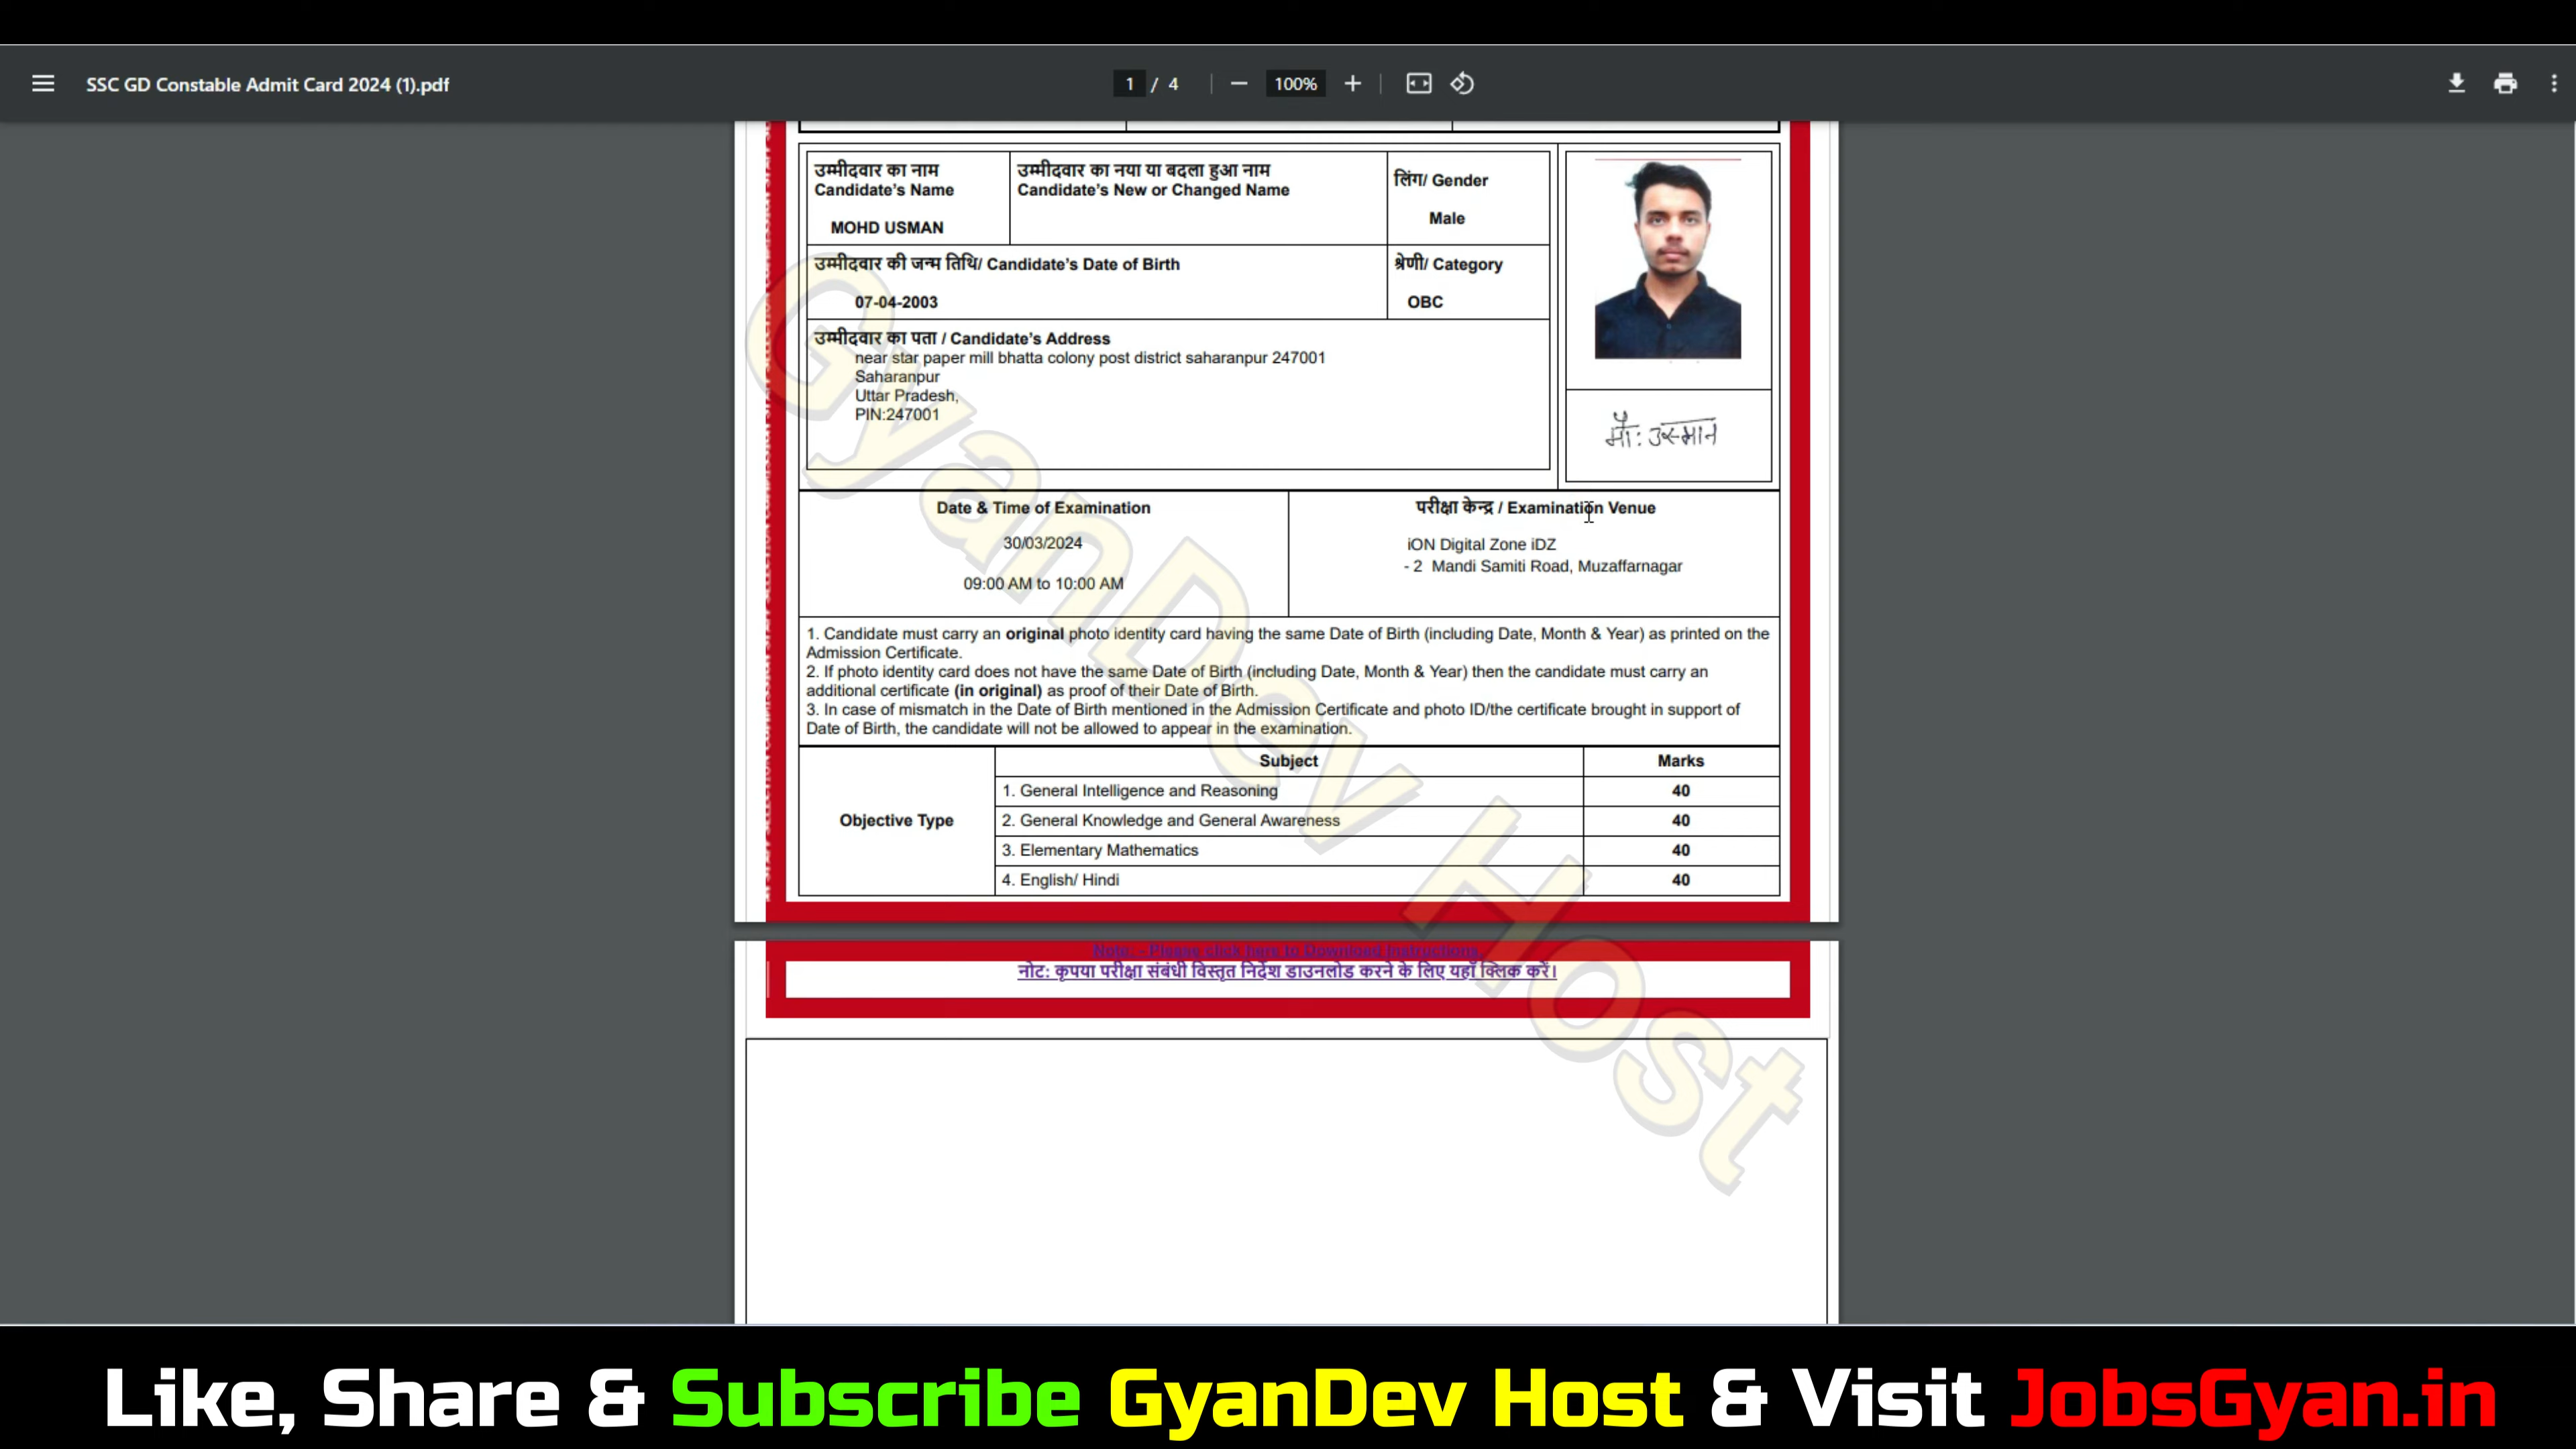 SSC GD Constable Admit Card 2024 (1).pdf
1 / 4
100%
उम्मीदवार का नाम
Candidate's Name
MOHD USMAN
उम्मीदवार का नया या बदला हुआ नाम
Candidate's New or Changed Name
लिंग/ Gender
Male
उम्मीदवार की जन्म तिथि/ Candidate's Date of Birth
07-04-2003
श्रेणी/ Category
OBC
उम्मीदवार का पता / Candidate's Address
near star paper mill bhatta colony post district saharanpur 247001
Saharanpur
Uttar Pradesh,
PIN:247001
मौ: उस्मान
Date & Time of Examination
30/03/2024
09:00 AM to 10:00 AM
परीक्षा केन्द्र / Examination Venue
iON Digital Zone iDZ
- 2 Mandi Samiti Road, Muzaffarnagar
1. Candidate must carry an original photo identity card having the same Date of Birth (including Date, Month & Year) as printed on the
Admission Certificate.
2. If photo identity card does not have the same Date of Birth (including Date, Month & Year) then the candidate must carry an
additional certificate (in original) as proof of their Date of Birth.
3. In case of mismatch in the Date of Birth mentioned in the Admission Certificate and photo ID/the certificate brought in support of
Date of Birth, the candidate will not be allowed to appear in the examination.
Objective Type
Subject
Marks
1. General Intelligence and Reasoning
40
2. General Knowledge and General Awareness
40
3. Elementary Mathematics
40
4. English/ Hindi
40
Note: - Please click here to Download Instructions.
नोट: कृपया परीक्षा संबंधी विस्तृत निर्देश डाउनलोड करने के लिए यहाँ क्लिक करें।
GyanDev Host
Like, Share & Subscribe GyanDev Host & Visit JobsGyan.in